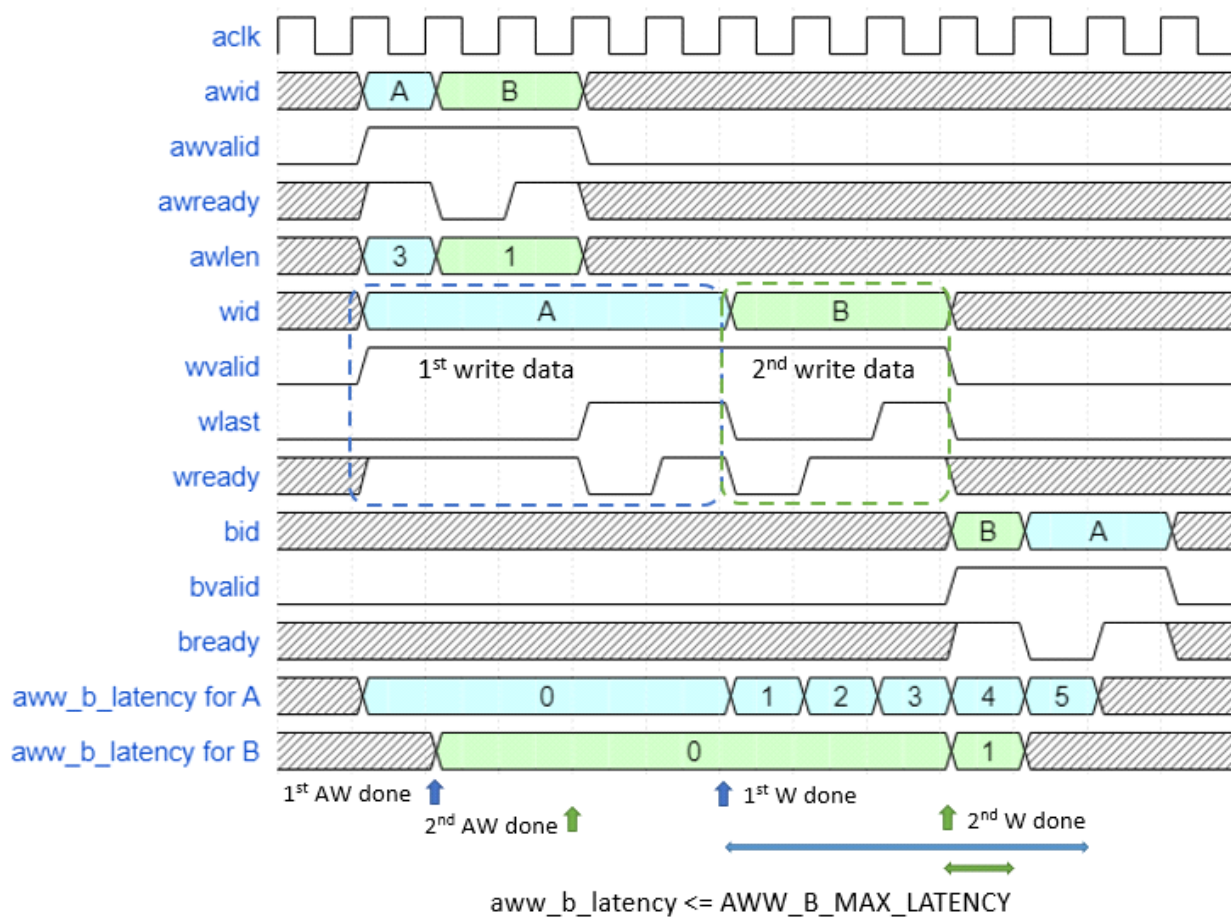 aclk
awid A B
awvalid
awready
awlen 3 1
wid A B
wvalid 1st write data 2nd write data
wlast
wready
bid B A
bvalid
bready
aww_b_latency for A 0 1 2 3 4 5
aww_b_latency for B 0 1
1st AW done 1st W done
2nd AW done 2nd W done
aww_b_latency <= AWW_B_MAX_LATENCY